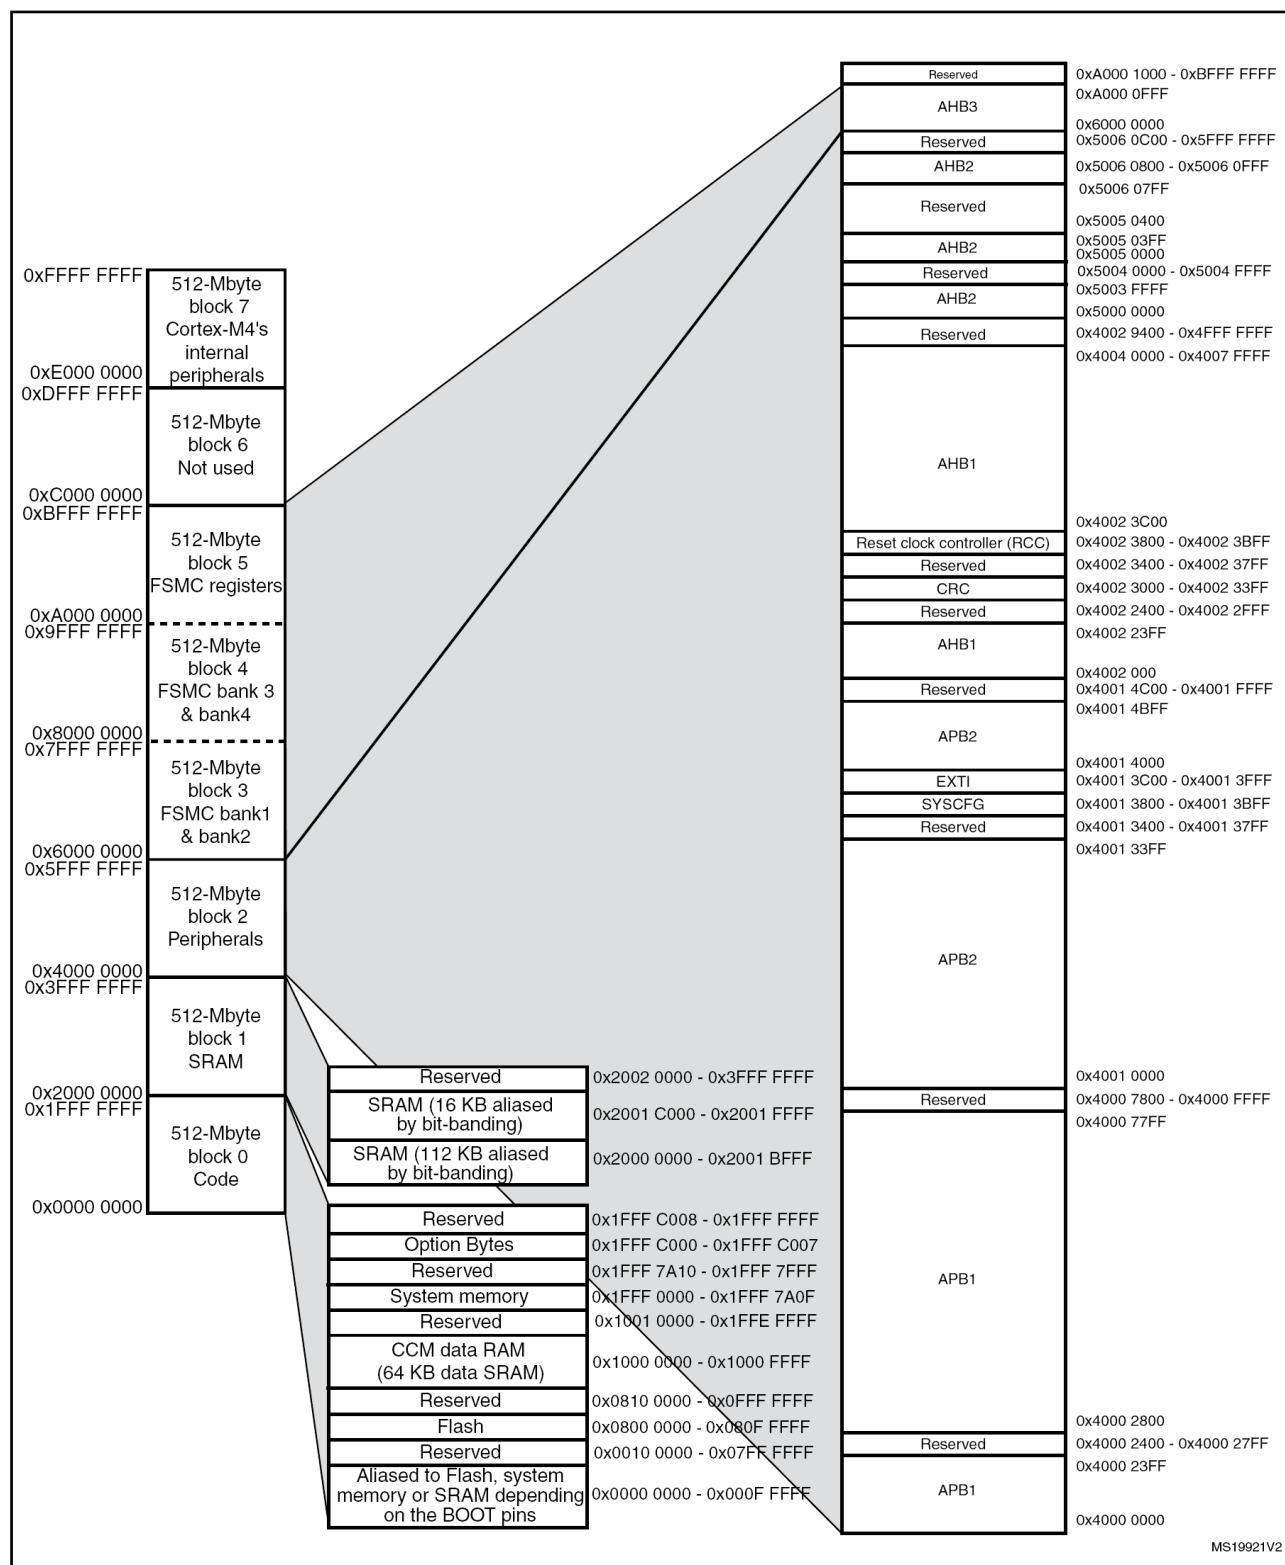 0xFFFF FFFF
512-Mbyte
block 7
Cortex-M4's
internal
peripherals
0xE000 0000
0xDFFF FFFF
512-Mbyte
block 6
Not used
0xC000 0000
0xBFFF FFFF
512-Mbyte
block 5
FSMC registers
0xA000 0000
0x9FFF FFFF
512-Mbyte
block 4
FSMC bank 3
& bank4
0x8000 0000
0x7FFF FFFF
512-Mbyte
block 3
FSMC bank1
& bank2
0x6000 0000
0x5FFF FFFF
512-Mbyte
block 2
Peripherals
0x4000 0000
0x3FFF FFFF
512-Mbyte
block 1
SRAM
0x2000 0000
0x1FFF FFFF
512-Mbyte
block 0
Code
0x0000 0000
Reserved 0x2002 0000 - 0x3FFF FFFF
SRAM (16 KB aliased
by bit-banding)
0x2001 C000 - 0x2001 FFFF
SRAM (112 KB aliased
by bit-banding)
0x2000 0000 - 0x2001 BFFF
Reserved 0x1FFF C008 - 0x1FFF FFFF
Option Bytes 0x1FFF C000 - 0x1FFF C007
Reserved 0x1FFF 7A10 - 0x1FFF 7FFF
System memory 0x1FFF 0000 - 0x1FFF 7A0F
Reserved 0x1001 0000 - 0x1FFE FFFF
CCM data RAM
(64 KB data SRAM)
0x1000 0000 - 0x1000 FFFF
Reserved 0x0810 0000 - 0x0FFF FFFF
Flash 0x0800 0000 - 0x080F FFFF
Reserved 0x0010 0000 - 0x07FF FFFF
Aliased to Flash, system
memory or SRAM depending
on the BOOT pins
0x0000 0000 - 0x000F FFFF
Reserved 0xA000 1000 - 0xBFFF FFFF
0xA000 0FFF
AHB3
0x6000 0000
Reserved 0x5006 0C00 - 0x5FFF FFFF
AHB2 0x5006 0800 - 0x5006 0FFF
0x5006 07FF
Reserved
0x5005 0400
0x5005 03FF
AHB2
0x5005 0000
Reserved 0x5004 0000 - 0x5004 FFFF
0x5003 FFFF
AHB2
0x5000 0000
Reserved 0x4002 9400 - 0x4FFF FFFF
0x4004 0000 - 0x4007 FFFF
AHB1
0x4002 3C00
Reset clock controller (RCC) 0x4002 3800 - 0x4002 3BFF
Reserved 0x4002 3400 - 0x4002 37FF
CRC 0x4002 3000 - 0x4002 33FF
Reserved 0x4002 2400 - 0x4002 2FFF
0x4002 23FF
AHB1
0x4002 000
Reserved 0x4001 4C00 - 0x4001 FFFF
0x4001 4BFF
APB2
0x4001 4000
EXTI 0x4001 3C00 - 0x4001 3FFF
SYSCFG 0x4001 3800 - 0x4001 3BFF
Reserved 0x4001 3400 - 0x4001 37FF
0x4001 33FF
APB2
0x4001 0000
Reserved 0x4000 7800 - 0x4000 FFFF
0x4000 77FF
APB1
0x4000 2800
Reserved 0x4000 2400 - 0x4000 27FF
0x4000 23FF
APB1
0x4000 0000
MS19921V2